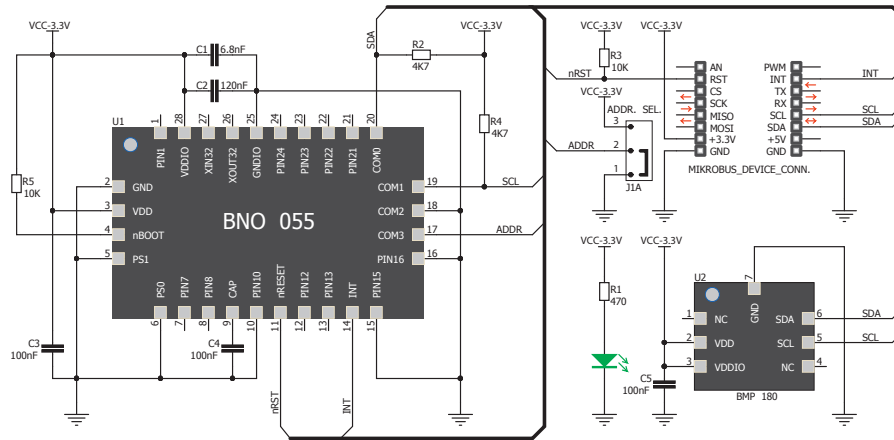 VCC-3.3V
VCC-3.3V
VCC-3.3V
VCC-3.3V
C1 6.8nF
SDA
R2
4K7
R3
10K
nRST
AN
RST
CS
SCK
MISO
MOSI
+3.3V
GND
PWM
INT
TX
RX
SCL
SDA
+5V
GND
INT
SCL
SDA
MIKROBUS_DEVICE_CONN.
C2 120nF
VCC-3.3V
ADDR. SEL.
3
2
1
J1A
ADDR
R4
4K7
U1
1
28
27
26
25
24
23
22
21
20
PIN1
VDDIO
XIN32
XOUT32
GNDIO
PIN24
PIN23
PIN22
PIN21
COM0
R5
10K
2
GND
3
VDD
4
nBOOT
5
PS1
BNO 055
COM1
19
SCL
COM2
18
COM3
17
ADDR
PIN16
16
PS0
PIN7
PIN8
CAP
PIN10
nRESET
PIN12
PIN13
INT
PIN15
6
7
8
9
10
11
12
13
14
15
C3
100nF
C4
100nF
nRST
INT
VCC-3.3V
VCC-3.3V
R1
470
C5
100nF
U2
7
GND
1
NC
2
VDD
3
VDDIO
SDA
6
SDA
SCL
5
SCL
NC
4
BMP 180